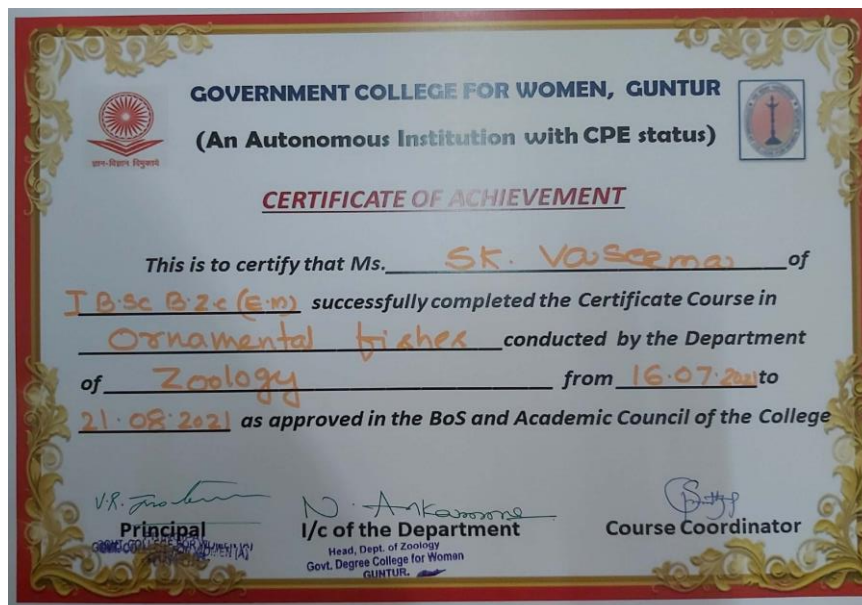 GOVERNMENT COLLEGE FOR WOMEN, GUNTUR
(An Autonomous Institution with CPE status)
ज्ञान-विज्ञान विमुक्तये
CERTIFICATE OF ACHIEVEMENT
This is to certify that Ms. SK. Vaseema of
I B.Sc B.Z.C (E.M) successfully completed the Certificate Course in
Ornamental fishes conducted by the Department
of Zoology from 16.07.2021 to
21.08.2021 as approved in the BoS and Academic Council of the College
V.R.
N. Ankamma
Principal I/c of the Department Course Coordinator
Head, Dept. of Zoology
Govt. Degree College for Women
GUNTUR.